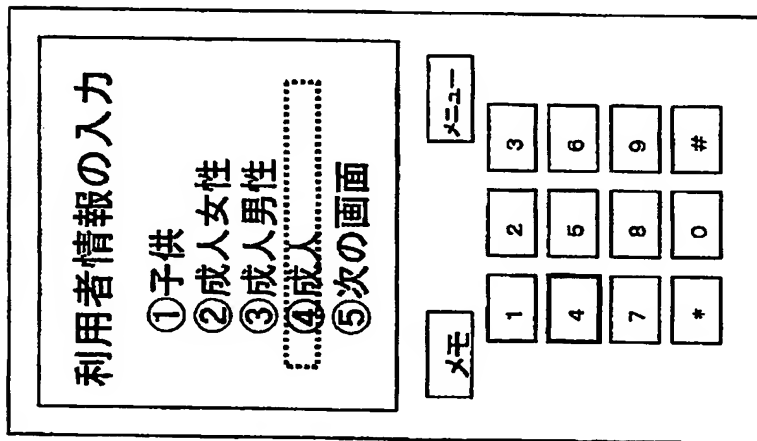 利用者情報の入力
①子供
②成人女性
③成人男性
④成人
⑤次の画面
メモ メニュー
1 2 3
4 5 6
7 8 9
* 0 #